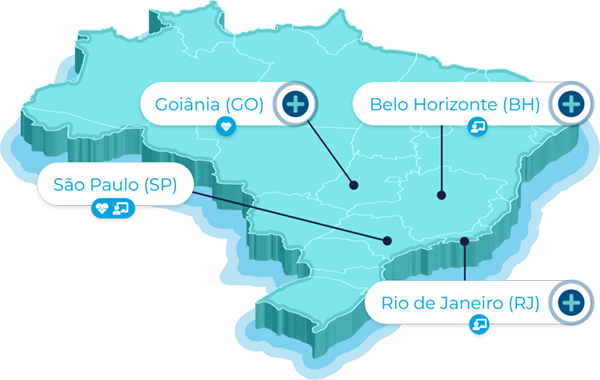 Goiânia (GO)
Belo Horizonte (BH)
São Paulo (SP)
Rio de Janeiro (RJ)